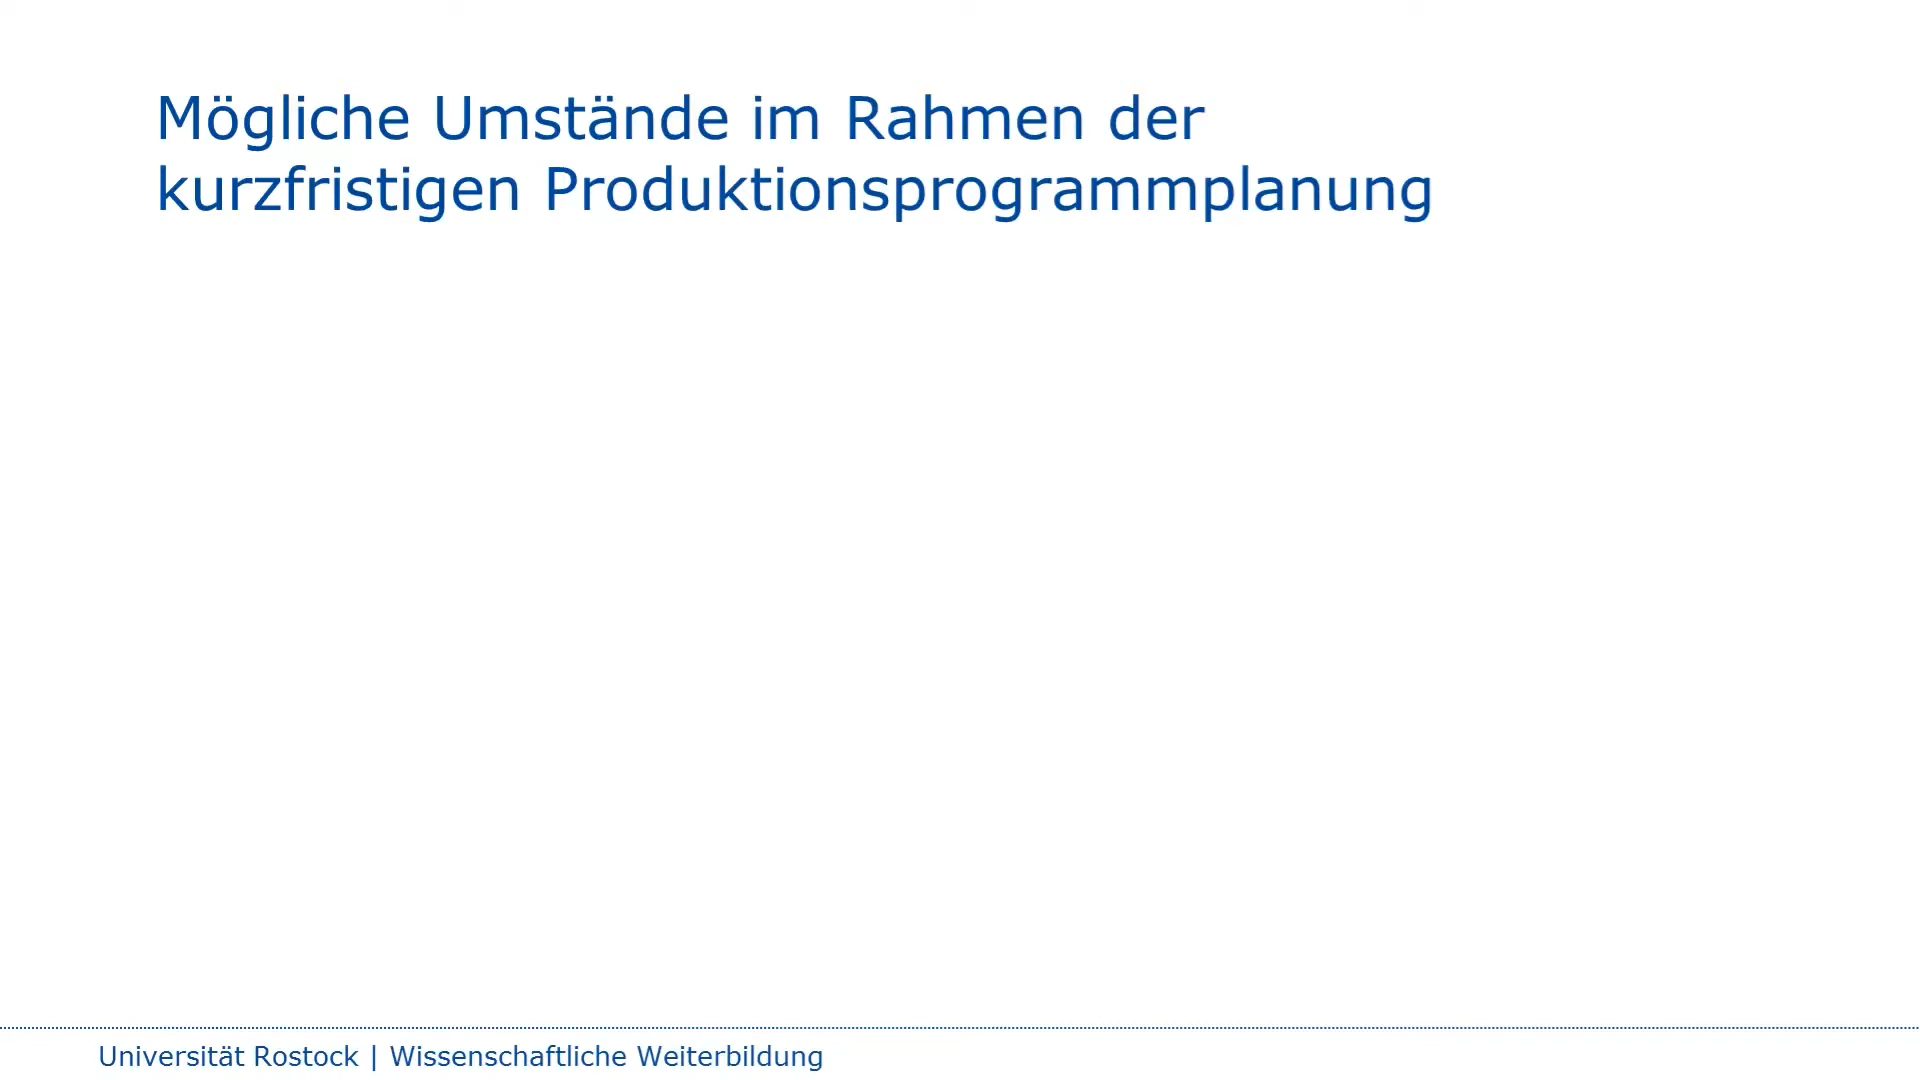 Mögliche Umstände im Rahmen der
kurzfristigen Produktionsprogrammplanung
Universität Rostock | Wissenschaftliche Weiterbildung